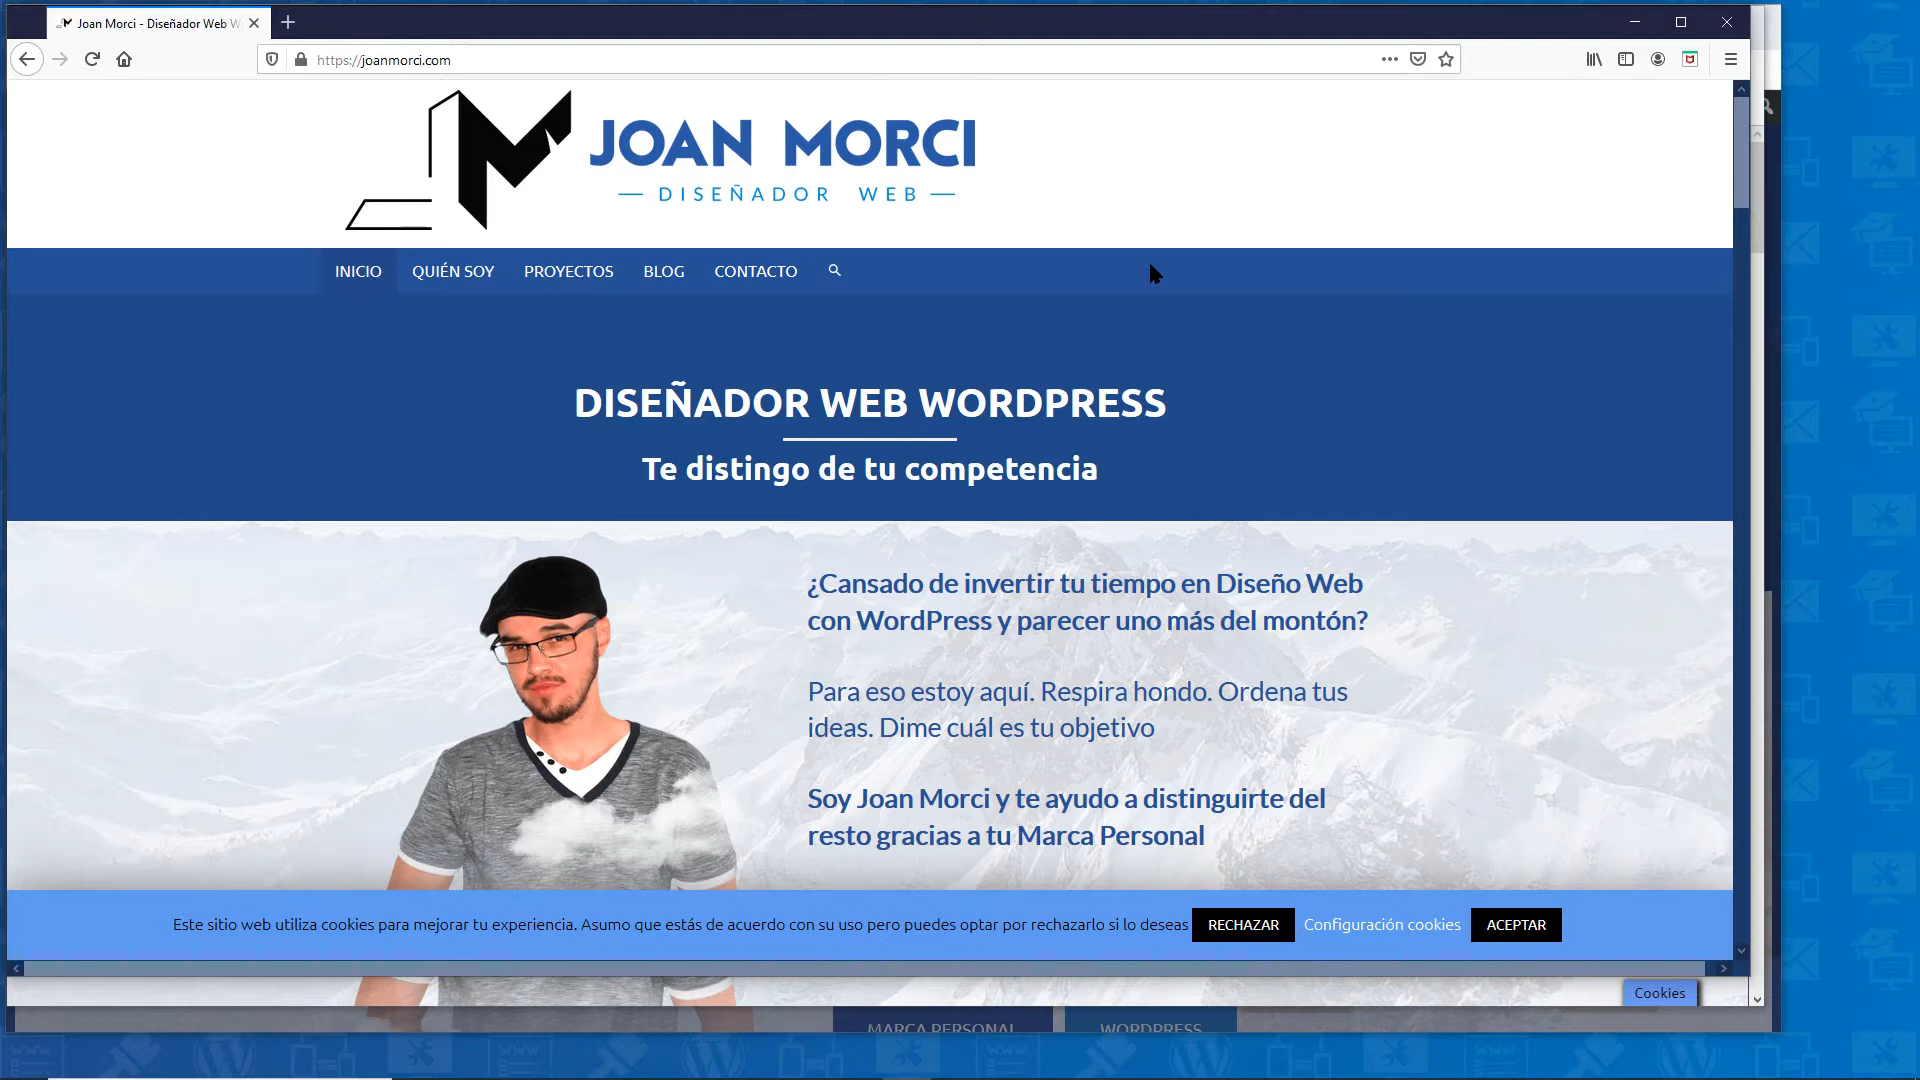 Joan Morci - Diseñador Web W
https://joanmorci.com
JOAN MORCI
DISEÑADOR WEB
INICIO QUIÉN SOY PROYECTOS BLOG CONTACTO
DISEÑADOR WEB WORDPRESS
Te distingo de tu competencia
¿Cansado de invertir tu tiempo en Diseño Web
con WordPress y parecer uno más del montón?
Para eso estoy aquí. Respira hondo. Ordena tus
ideas. Dime cuál es tu objetivo
Soy Joan Morci y te ayudo a distinguirte del
resto gracias a tu Marca Personal
Este sitio web utiliza cookies para mejorar tu experiencia. Asumo que estás de acuerdo con su uso pero puedes optar por rechazarlo si lo deseas RECHAZAR Configuración cookies ACEPTAR
Cookies
MARCA PERSONAL WORDPRESS